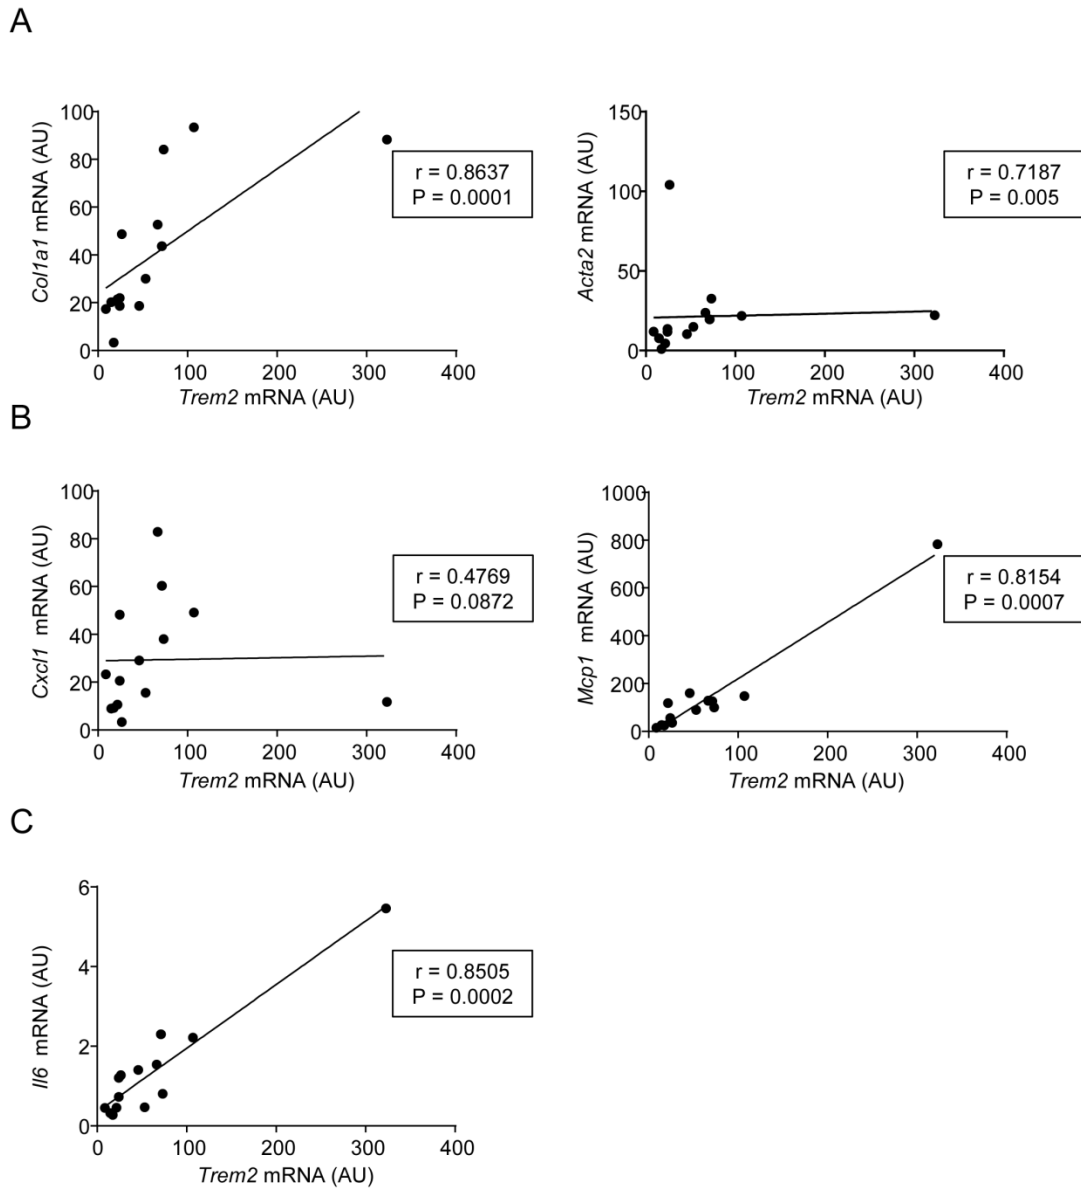 A
Col1a1 mRNA (AU)
100
80
60
40
20
0
0 100 200 300 400
Trem2 mRNA (AU)
r = 0.8637
P = 0.0001
Acta2 mRNA (AU)
150
100
50
0
0 100 200 300 400
Trem2 mRNA (AU)
r = 0.7187
P = 0.005
B
Cxcl1 mRNA (AU)
100
80
60
40
20
0
0 100 200 300 400
Trem2 mRNA (AU)
r = 0.4769
P = 0.0872
Mcp1 mRNA (AU)
1000
800
600
400
200
0
0 100 200 300 400
Trem2 mRNA (AU)
r = 0.8154
P = 0.0007
C
Il6 mRNA (AU)
6
4
2
0
0 100 200 300 400
Trem2 mRNA (AU)
r = 0.8505
P = 0.0002